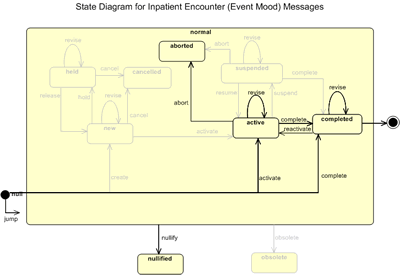 State Diagram for Inpatient Encounter (Event Mood) Messages
normal
revise
aborted
abort
suspended
held
cancel
cancelled
complete
revise
resume
revise
suspend
revise
release
hold
cancel
abort
new
active
complete
completed
reactivate
activate
null
create
activate
complete
jump
nullify
obsolete
nullified
obsolete